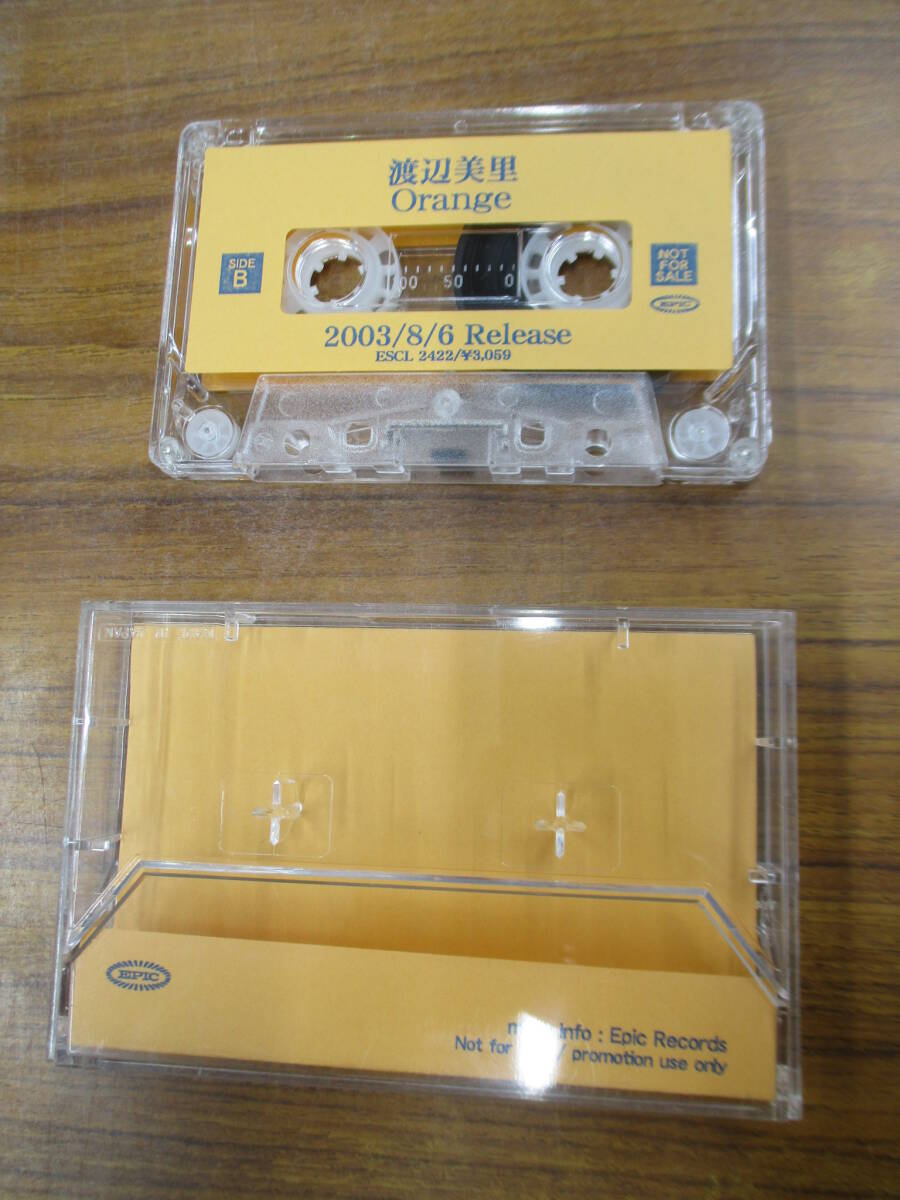 渡辺美里
Orange
SIDE
B
100 50 0
NOT
FOR
SALE
EPIC
2003/8/6 Release
ESCL 2422/¥3,059
EPIC
Info : Epic Records
Not for promotion use only